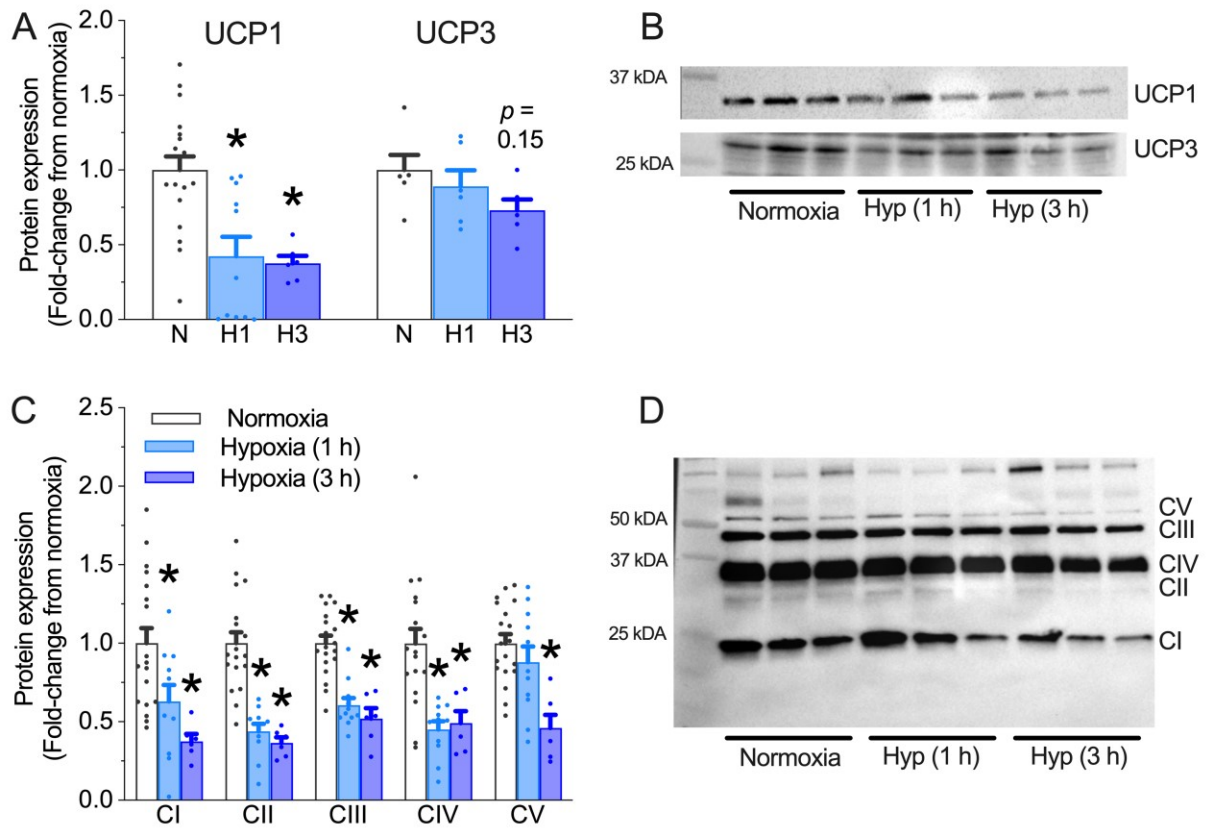 A
UCP1
UCP3
Protein expression
(Fold-change from normoxia)
2.0
1.5
1.0
0.5
0.0
*
*
p =
0.15
N H1 H3
N H1 H3
B
37 kDA
UCP1
25 kDA
UCP3
Normoxia
Hyp (1 h)
Hyp (3 h)
C
Protein expression
(Fold-change from normoxia)
2.5
2.0
1.5
1.0
0.5
0.0
Normoxia
Hypoxia (1 h)
Hypoxia (3 h)
*
*
*
*
*
*
*
*
*
CI CII CIII CIV CV
D
50 kDA
37 kDA
25 kDA
CV
CIII
CIV
CII
CI
Normoxia
Hyp (1 h)
Hyp (3 h)